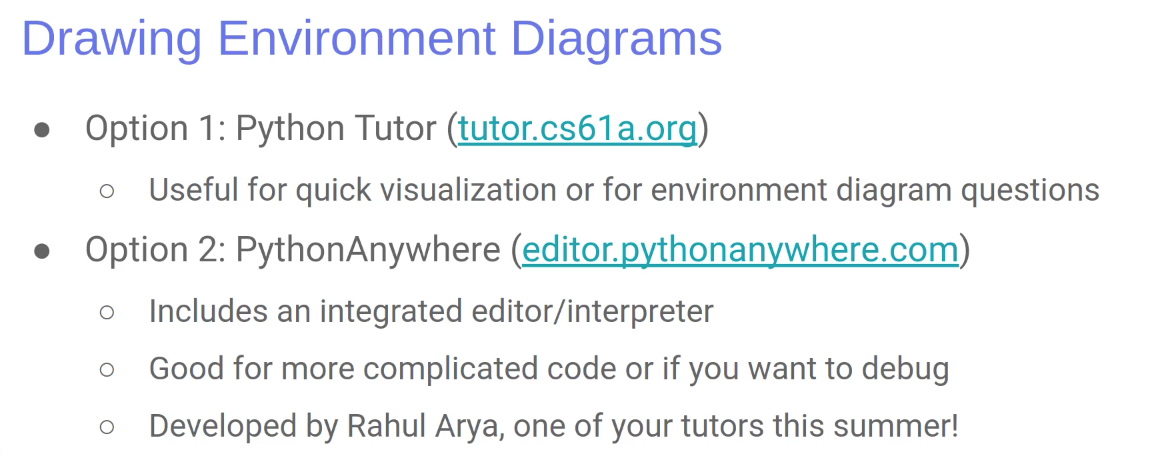 Drawing Environment Diagrams
● Option 1: Python Tutor (tutor.cs61a.org)
○ Useful for quick visualization or for environment diagram questions
● Option 2: PythonAnywhere (editor.pythonanywhere.com)
○ Includes an integrated editor/interpreter
○ Good for more complicated code or if you want to debug
○ Developed by Rahul Arya, one of your tutors this summer!